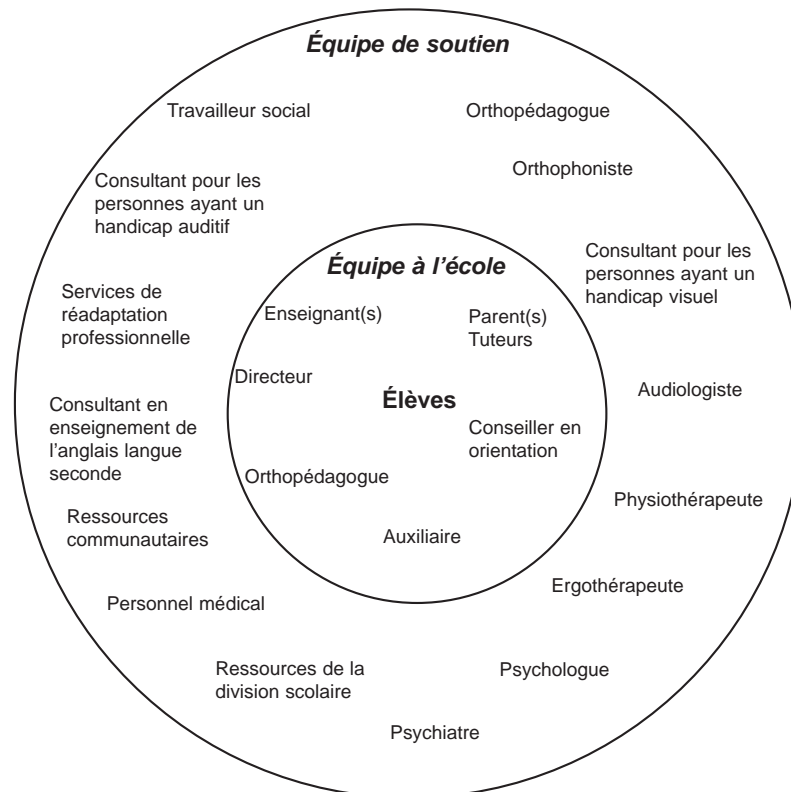 Équipe de soutien
Travailleur social
Orthopédagogue
Orthophoniste
Consultant pour les
personnes ayant un
handicap auditif
Consultant pour les
personnes ayant un
handicap visuel
Équipe à l'école
Services de
réadaptation
professionnelle
Enseignant(s)
Parent(s)
Tuteurs
Directeur
Élèves
Audiologiste
Consultant en
enseignement de
l'anglais langue
seconde
Conseiller en
orientation
Orthopédagogue
Physiothérapeute
Ressources
communautaires
Auxiliaire
Ergothérapeute
Personnel médical
Ressources de la
division scolaire
Psychologue
Psychiatre